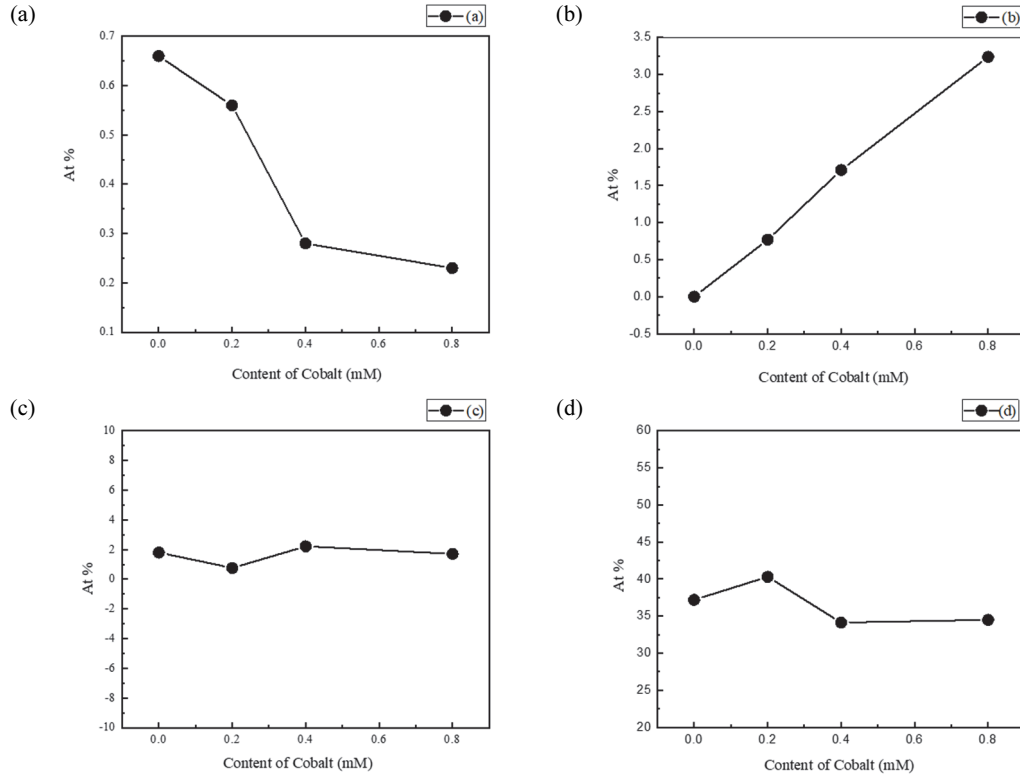 (a)
(a)
0.7
0.6
0.5
0.4
0.3
0.2
0.1
At %
0.0 0.2 0.4 0.6 0.8
Content of Cobalt (mM)
(b)
(b)
3.5
3.0
2.5
2.0
1.5
1.0
0.5
0.0
-0.5
At %
0.0 0.2 0.4 0.6 0.8
Content of Cobalt (mM)
(c)
(c)
10
8
6
4
2
0
-2
-4
-6
-8
-10
At %
0.0 0.2 0.4 0.6 0.8
Content of Cobalt (mM)
(d)
(d)
60
55
50
45
40
35
30
25
20
At %
0.0 0.2 0.4 0.6 0.8
Content of Cobalt (mM)